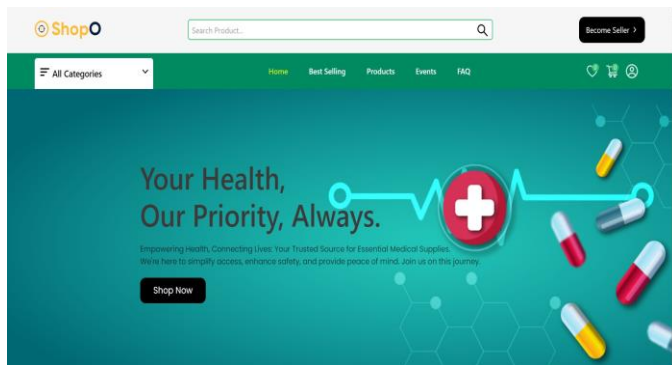 ShopO
Search Product..
Become Seller >
All Categories
Home Best Selling Products Events FAQ
Your Health,
Our Priority, Always.
Empowering Health, Connecting Lives: Your Trusted Source for Essential Medical Supplies.
We're here to simplify access, enhance safety, and provide peace of mind. Join us on this journey.
Shop Now